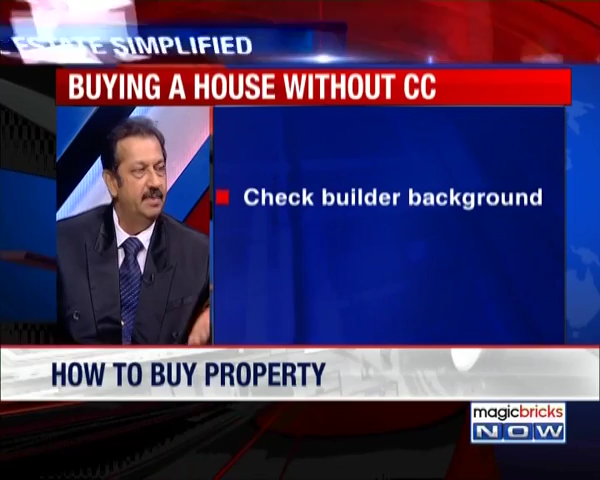 ESTATE SIMPLIFIED
BUYING A HOUSE WITHOUT CC
Check builder background
HOW TO BUY PROPERTY
magicbricks
NOW